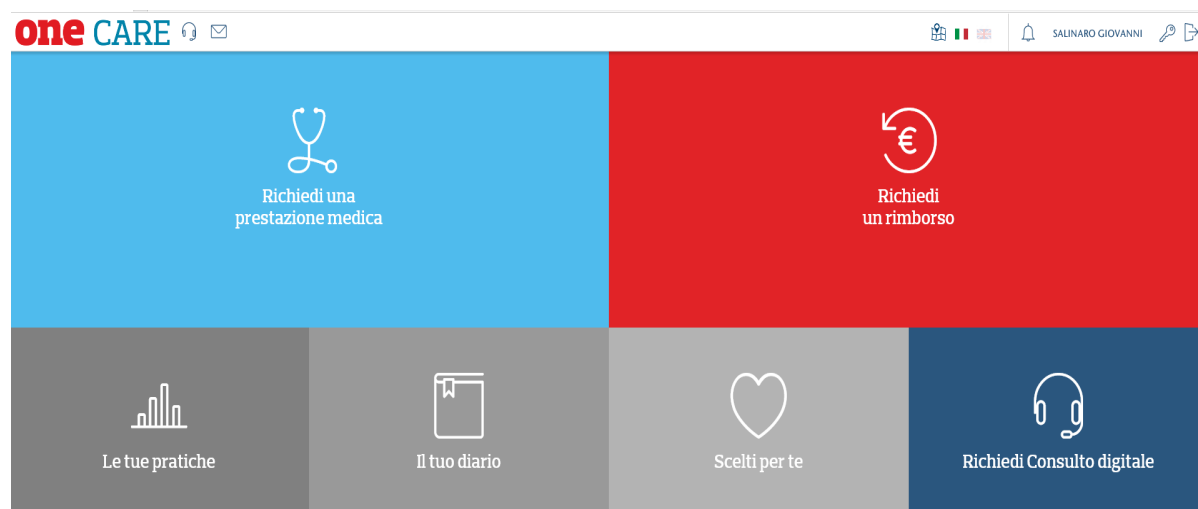 one CARE
SALINARO GIOVANNI
€
Richiedi una
prestazione medica
Richiedi
un rimborso
Le tue pratiche
Il tuo diario
Scelti per te
Richiedi Consulto digitale